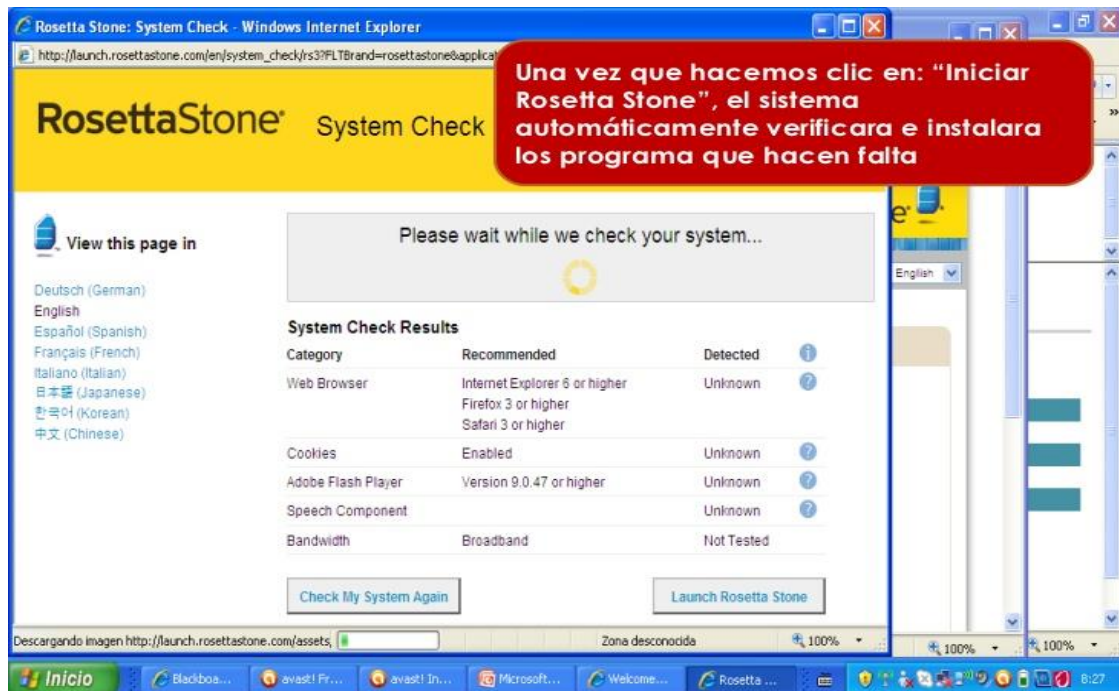 Rosetta Stone: System Check - Windows Internet Explorer
http://launch.rosettastone.com/en/system_check/rs3?FLTBrand=rosettastone&applicat
Una vez que hacemos clic en: “Iniciar
Rosetta Stone”, el sistema
automáticamente verificara e instalara
los programa que hacen falta
RosettaStone
System Check
View this page in
Deutsch (German)
English
Español (Spanish)
Français (French)
Italiano (Italian)
日本語 (Japanese)
한국어 (Korean)
中文 (Chinese)
Please wait while we check your system...
System Check Results
Category Recommended Detected
Web Browser Internet Explorer 6 or higher Unknown
Firefox 3 or higher
Safari 3 or higher
Cookies Enabled Unknown
Adobe Flash Player Version 9.0.47 or higher Unknown
Speech Component Unknown
Bandwidth Broadband Not Tested
Check My System Again
Launch Rosetta Stone
English
Descargando imagen http://launch.rosettastone.com/assets,
Zona desconocida
100%
100%
100%
Inicio
Blackboa...
avast! Fr...
avast! In...
Microsoft...
Welcome...
Rosetta ...
8:27